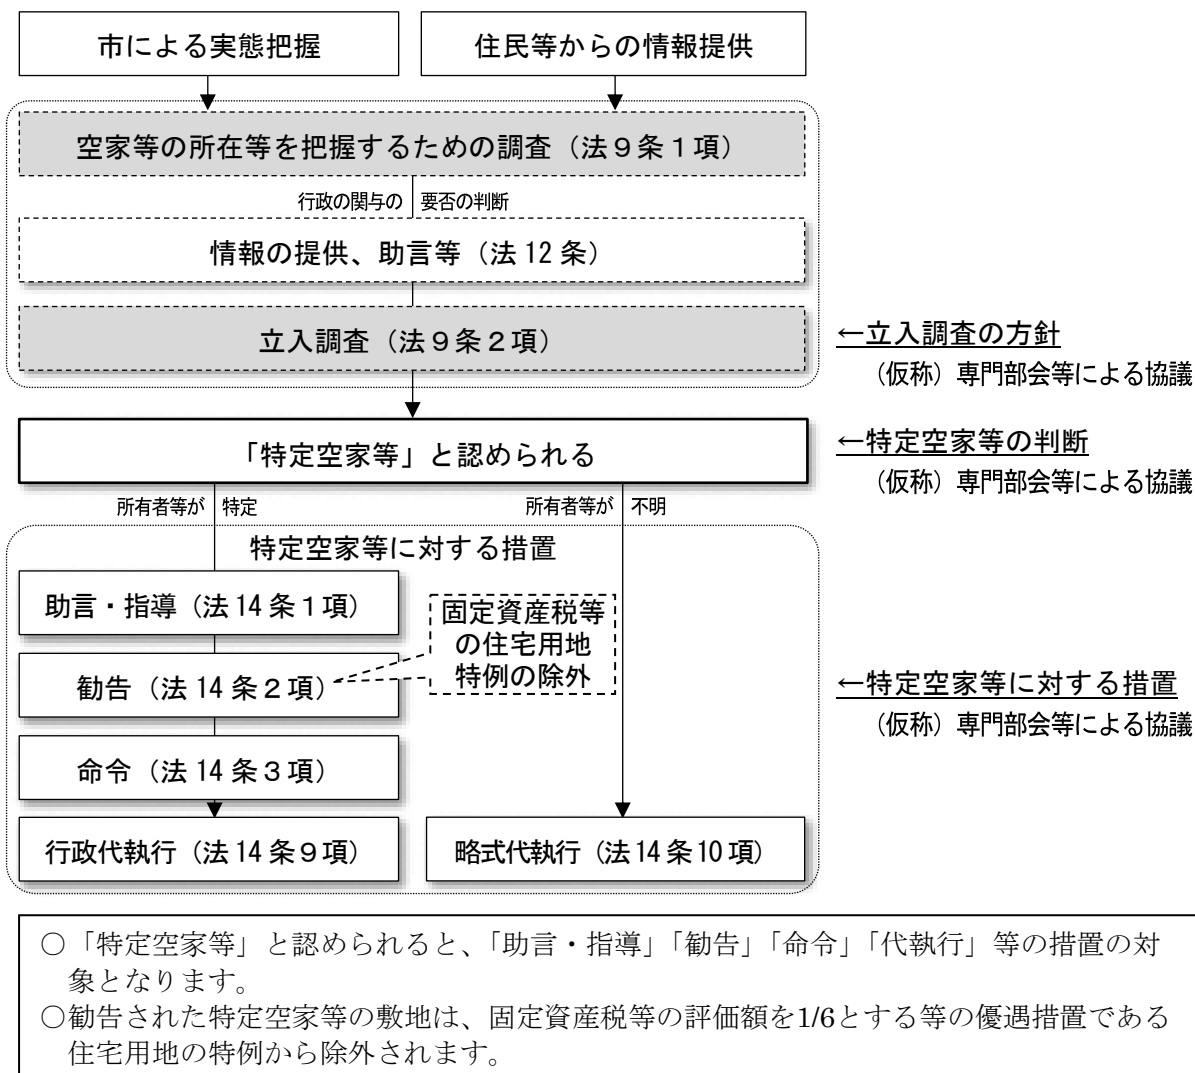 市による実態把握
住民等からの情報提供
空家等の所在等を把握するための調査（法９条１項）
行政の関与の 要否の判断
情報の提供、助言等（法 12 条）
立入調査（法９条２項）
←立入調査の方針
（仮称）専門部会等による協議
「特定空家等」と認められる
←特定空家等の判断
（仮称）専門部会等による協議
所有者等が 特定
所有者等が 不明
特定空家等に対する措置
助言・指導（法 14 条１項）
固定資産税等
の住宅用地
特例の除外
勧告（法 14 条２項）
←特定空家等に対する措置
（仮称）専門部会等による協議
命令（法 14 条３項）
行政代執行（法 14 条９項）
略式代執行（法 14 条 10 項）
○「特定空家等」と認められると、「助言・指導」「勧告」「命令」「代執行」等の措置の対
象となります。
○勧告された特定空家等の敷地は、固定資産税等の評価額を1/6とする等の優遇措置である
住宅用地の特例から除外されます。